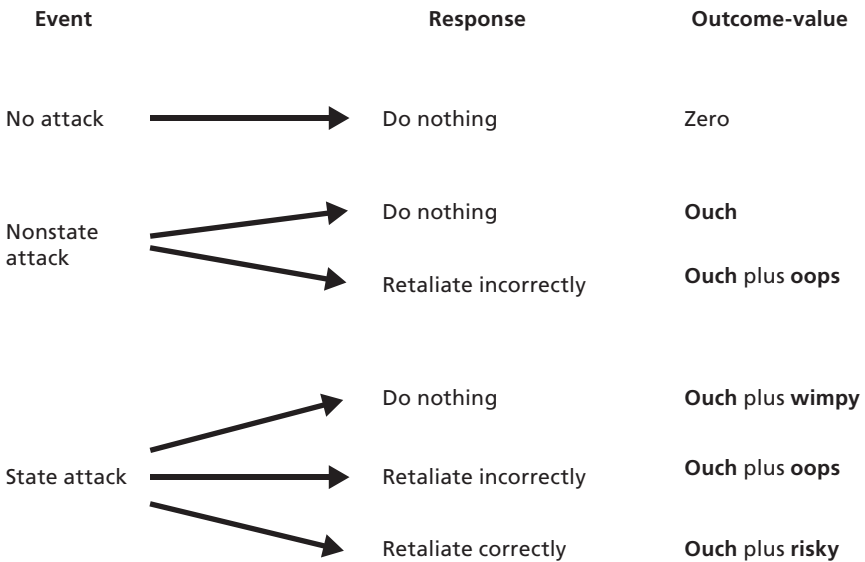 Event Response Outcome-value
No attack Do nothing Zero
Do nothing Ouch
Nonstate
attack
Retaliate incorrectly Ouch plus oops
Do nothing Ouch plus wimpy
State attack Retaliate incorrectly Ouch plus oops
Retaliate correctly Ouch plus risky